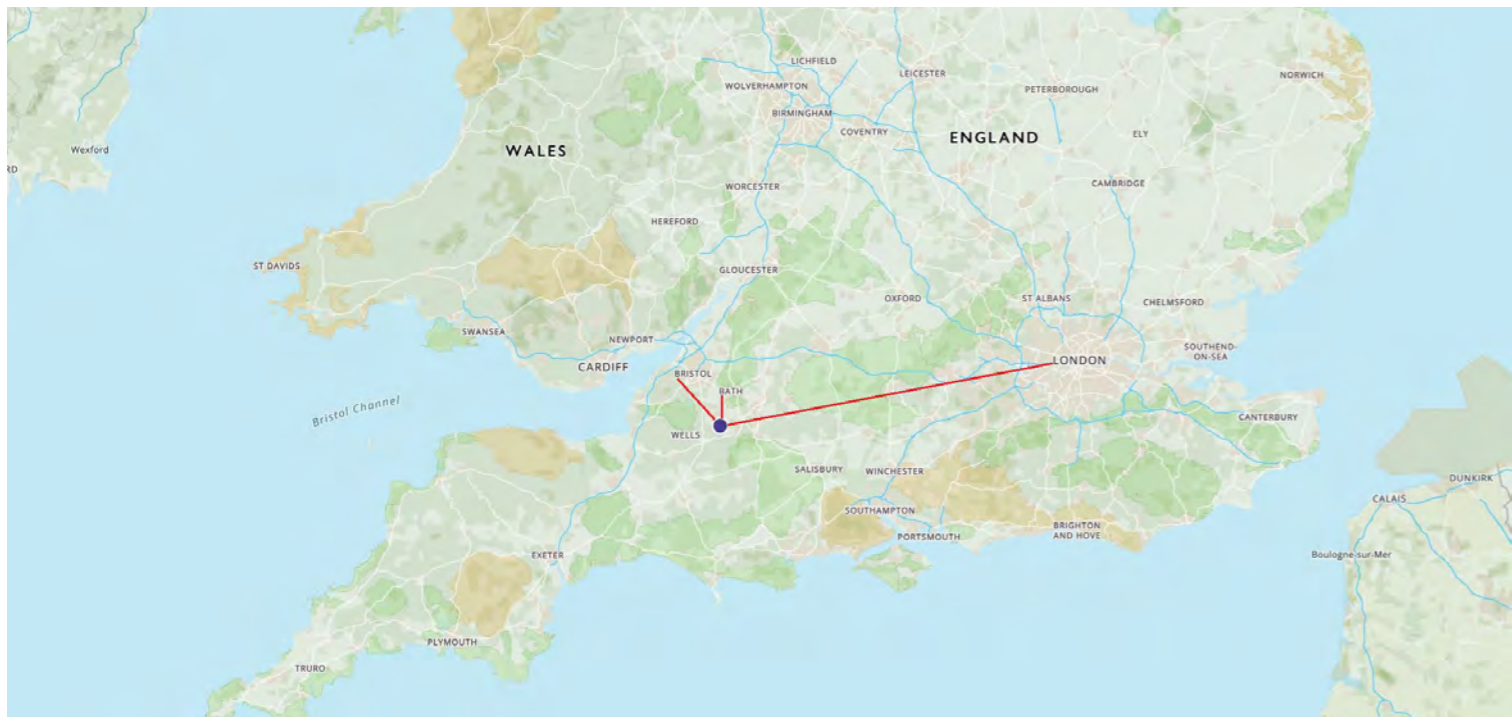 LICHFIELD
LEICESTER
NORWICH
WOLVERHAMPTON
PETERBOROUGH
BIRMINGHAM
COVENTRY
ENGLAND
ELY
Wexford
WALES
RD
WORCESTER
CAMBRIDGE
HEREFORD
ST DAVIDS
GLOUCESTER
OXFORD
ST ALBANS
CHELMSFORD
SWANSEA
NEWPORT
SOUTHEND-
ON-SEA
CARDIFF
LONDON
BRISTOL
BATH
Bristol Channel
CANTERBURY
WELLS
SALISBURY
WINCHESTER
DUNKIRK
CALAIS
SOUTHAMPTON
BRIGHTON
AND HOVE
PORTSMOUTH
EXETER
Boulogne-sur-Mer
PLYMOUTH
TRURO